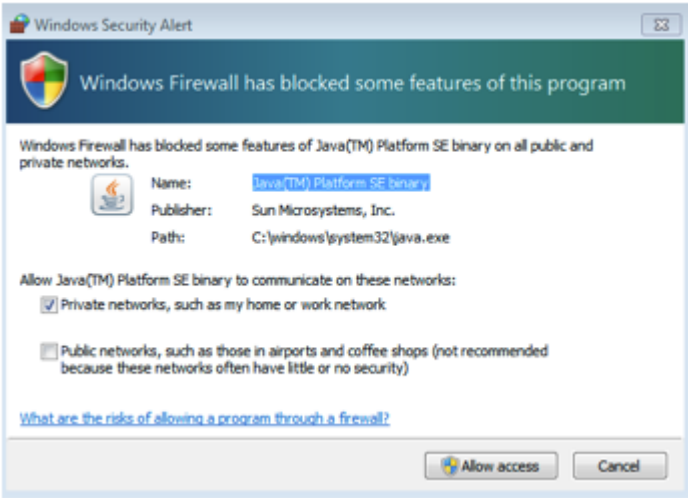 Windows Security Alert
Windows Firewall has blocked some features of this program
Windows Firewall has blocked some features of Java(TM) Platform SE binary on all public and
private networks.
Name: Java(TM) Platform SE binary
Publisher: Sun Microsystems, Inc.
Path: C:\windows\system32\java.exe
Allow Java(TM) Platform SE binary to communicate on these networks:
Private networks, such as my home or work network
Public networks, such as those in airports and coffee shops (not recommended
because these networks often have little or no security)
What are the risks of allowing a program through a firewall?
Allow access Cancel